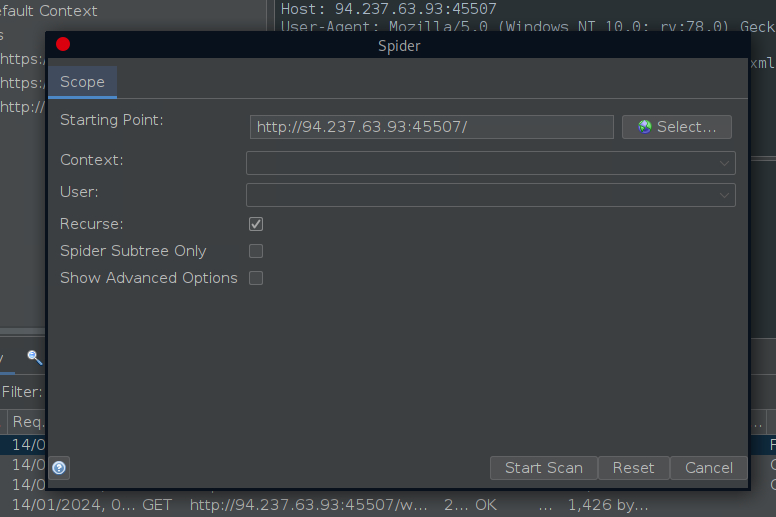 efault Context
Host: 94.237.63.93:45507
s
User-Agent: Mozilla/5.0 (Windows NT 10.0; rv:78.0) Geck
https:
xml
https:
http://
Spider
Scope
Starting Point:
http://94.237.63.93:45507/
Select...
Context:
User:
Recurse:
Spider Subtree Only
Show Advanced Options
y
Filter:
Req.
..
14/0
14/0
14/0
Start Scan
Reset
Cancel
14/01/2024, 0... GET http://94.237.63.93:45507/w... 2... OK ... 1,426 by...